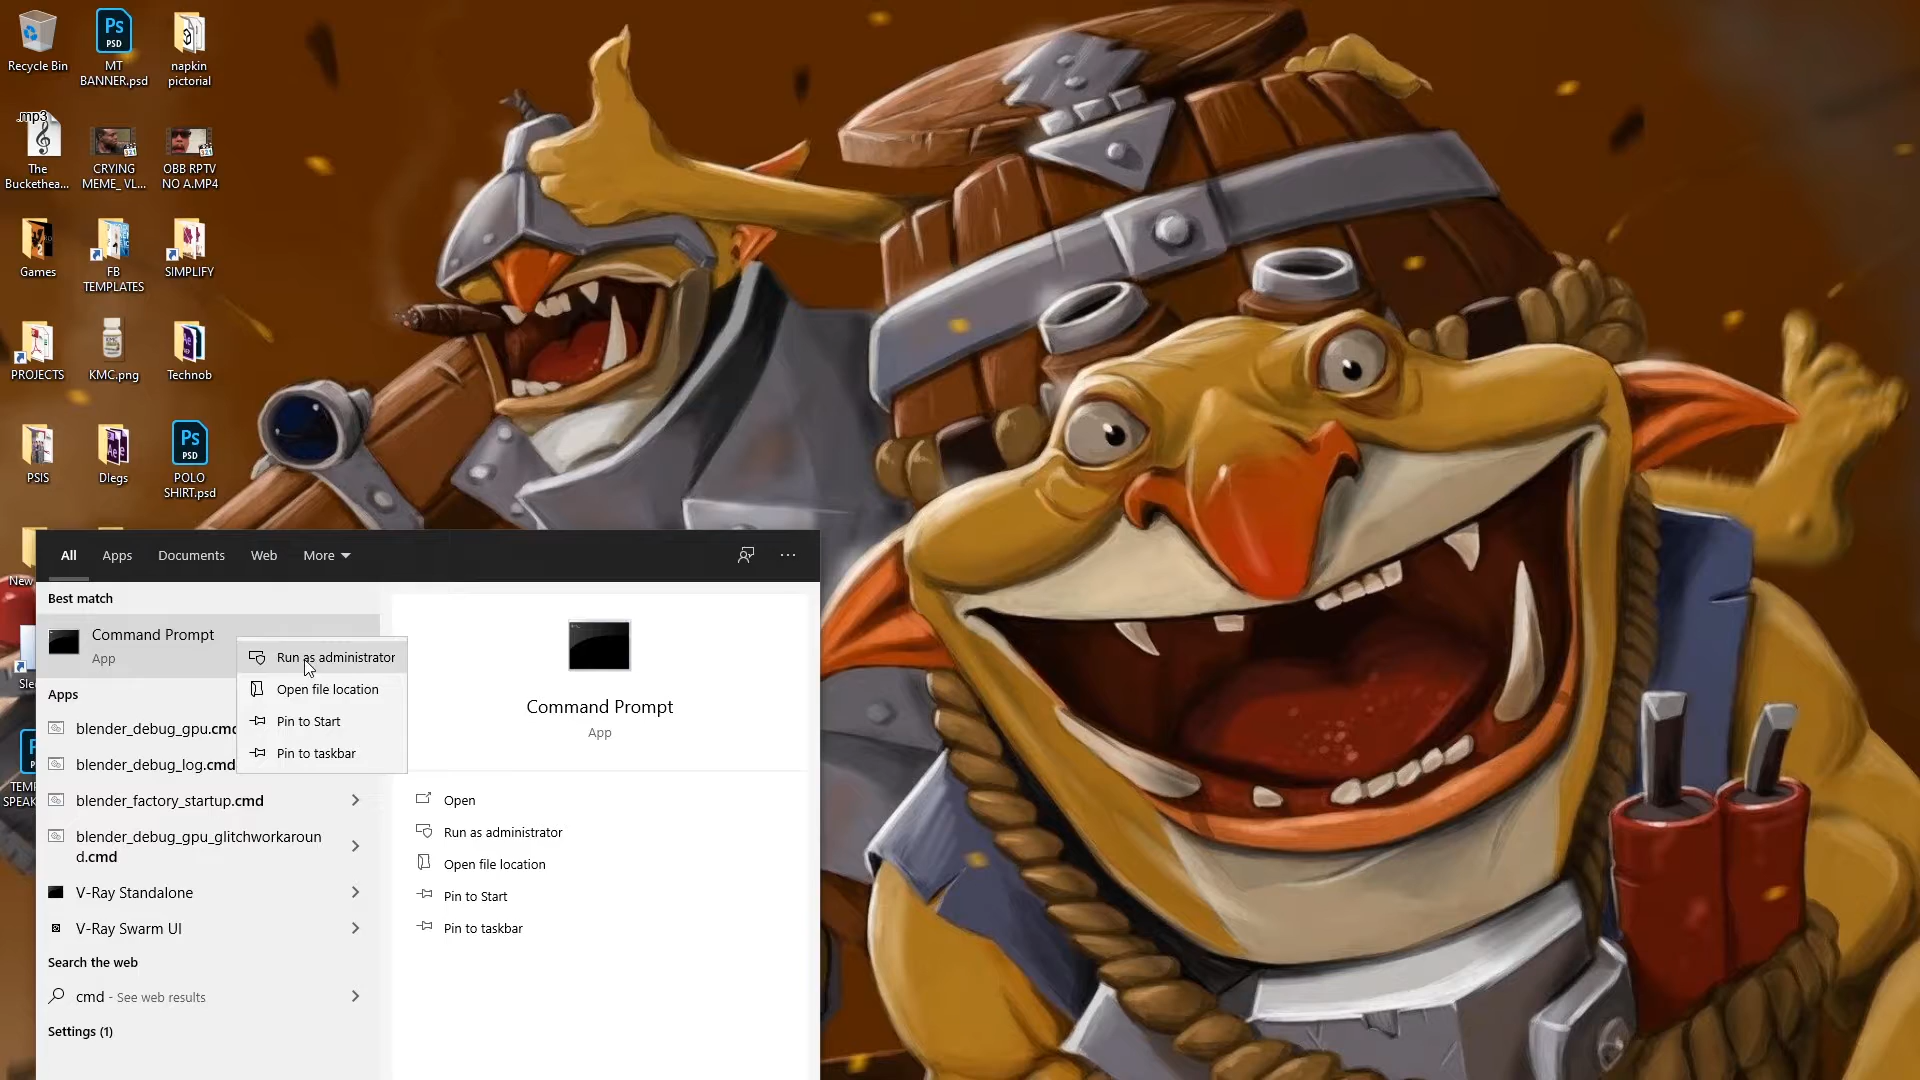 Recycle Bin
Ps
PSD
MT
BANNER.psd
napkin
pictorial
.mp3
The
Buckethea...
CRYING
MEME_ VL...
OBB RPTV
NO A.MP4
Games
FB
TEMPLATES
SIMPLIFY
PROJECTS
KMC.png
Ae
Technob
PSIS
Ae
Dlegs
Ps
PSD
POLO
SHIRT.psd
New
Sle
TEM
SPEAK
All
Apps
Documents
Web
More
Best match
Command Prompt
App
Run as administrator
Open file location
Pin to Start
Pin to taskbar
Apps
blender_debug_gpu.cmd
blender_debug_log.cmd
blender_factory_startup.cmd
blender_debug_gpu_glitchworkaroun
d.cmd
V-Ray Standalone
V-Ray Swarm UI
Search the web
cmd - See web results
Settings (1)
Command Prompt
App
Open
Run as administrator
Open file location
Pin to Start
Pin to taskbar